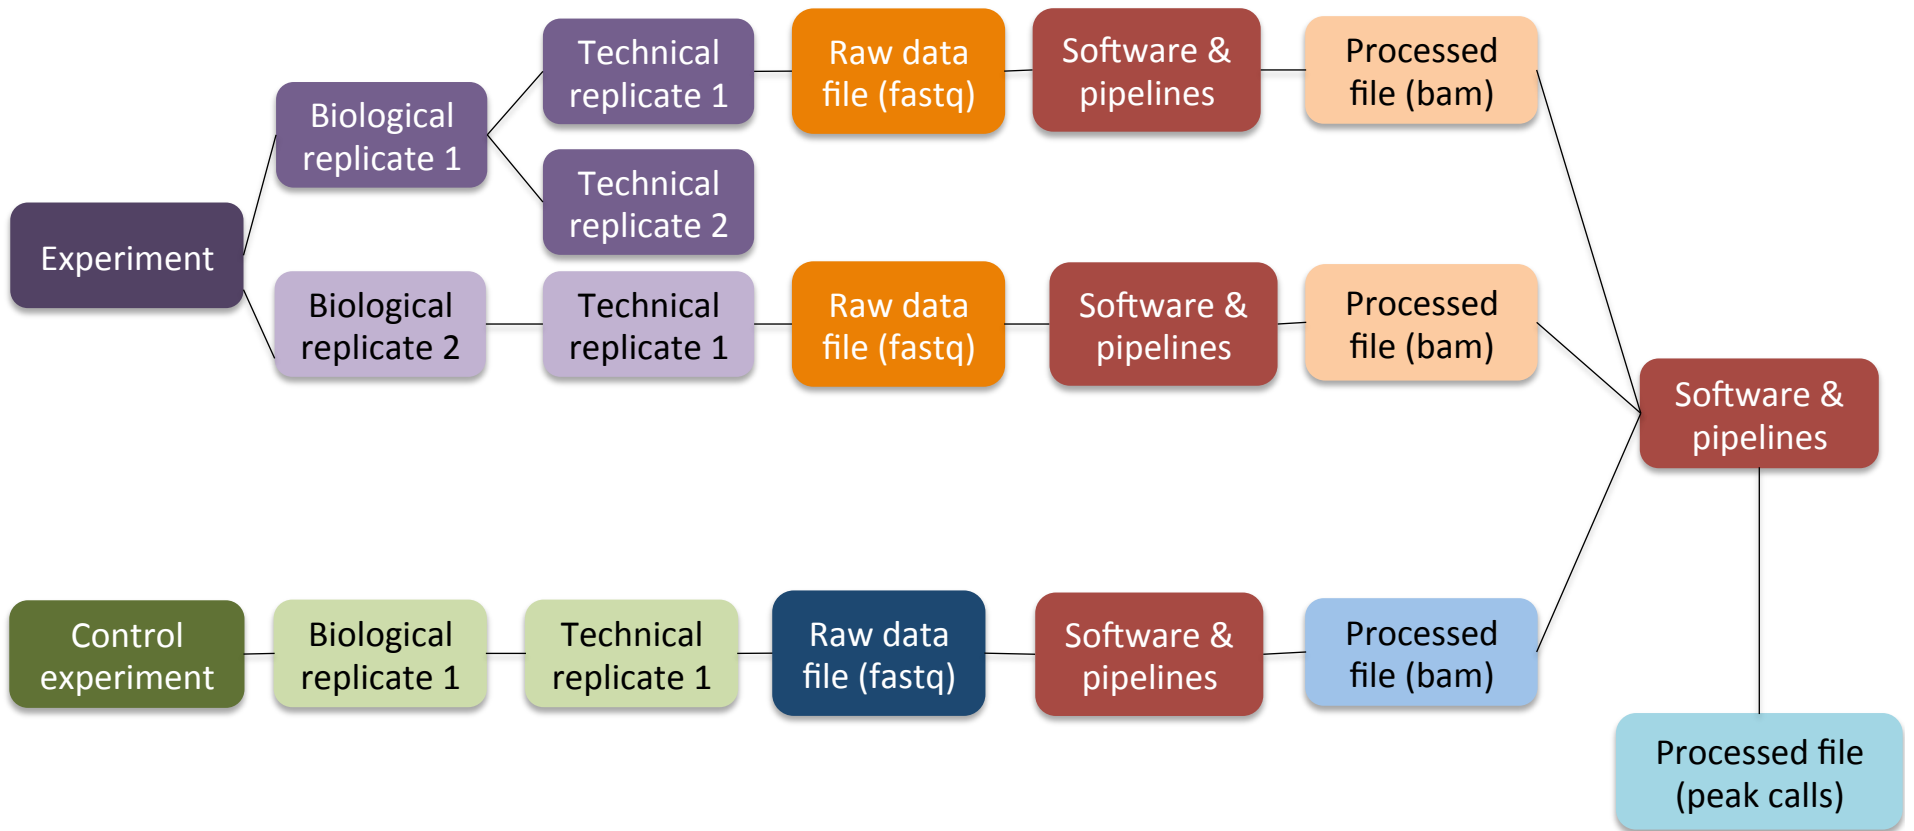 Technical
replicate 1
Raw data
file (fastq)
Software &
pipelines
Processed
file (bam)
Biological
replicate 1
Technical
replicate 2
Experiment
Biological
replicate 2
Technical
replicate 1
Raw data
file (fastq)
Software &
pipelines
Processed
file (bam)
Software &
pipelines
Control
experiment
Biological
replicate 1
Technical
replicate 1
Raw data
file (fastq)
Software &
pipelines
Processed
file (bam)
Processed file
(peak calls)